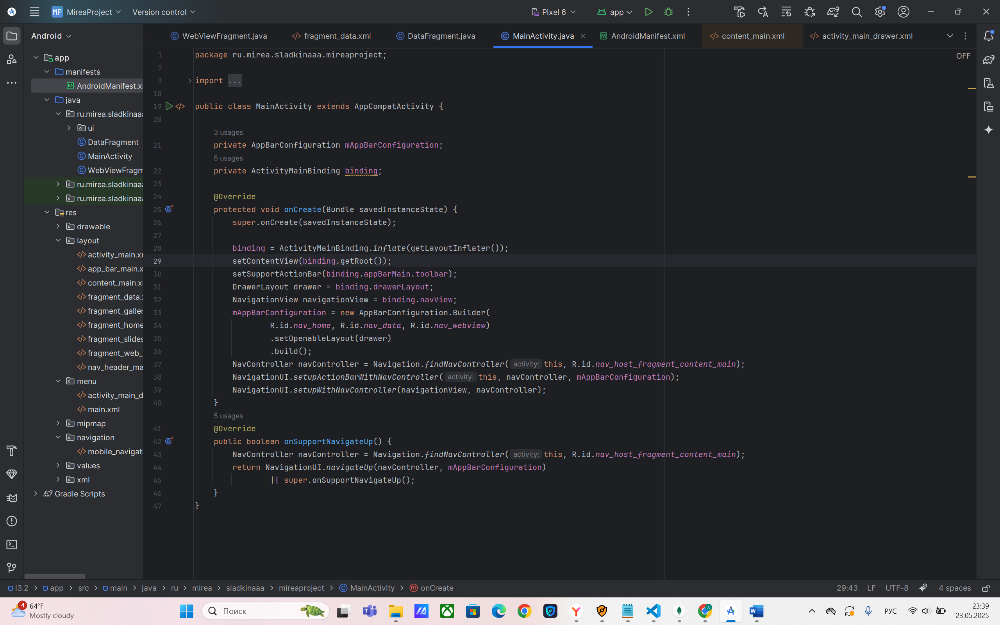 MP MireaProject Version control Pixel 6 app
Android
WebViewFragment.java fragment_data.xml DataFragment.java MainActivity.java AndroidManifest.xml content_main.xml activity_main_drawer.xml
app
manifests
AndroidManifest.x
java
ru.mirea.sladkinaaa
ui
DataFragment
MainActivity
WebViewFragm
ru.mirea.sladkinaaa
ru.mirea.sladkinaaa
res
drawable
layout
activity_main.x
app_bar_main.x
content_main.x
fragment_data.
fragment_galler
fragment_home
fragment_slides
fragment_web_
nav_header_ma
menu
activity_main_d
main.xml
mipmap
navigation
mobile_navigati
values
xml
Gradle Scripts
OFF
1 package ru.mirea.sladkinaaa.mireaproject;
2
3 import ...
18
19 public class MainActivity extends AppCompatActivity {
20
3 usages
21 private AppBarConfiguration mAppBarConfiguration;
5 usages
22 private ActivityMainBinding binding;
23
24 @Override
25 protected void onCreate(Bundle savedInstanceState) {
26 super.onCreate(savedInstanceState);
27
28 binding = ActivityMainBinding.inflate(getLayoutInflater());
29 setContentView(binding.getRoot());
30 setSupportActionBar(binding.appBarMain.toolbar);
31 DrawerLayout drawer = binding.drawerLayout;
32 NavigationView navigationView = binding.navView;
33 mAppBarConfiguration = new AppBarConfiguration.Builder(
34 R.id.nav_home, R.id.nav_data, R.id.nav_webview)
35 .setOpenableLayout(drawer)
36 .build();
37 NavController navController = Navigation.findNavController( activity: this, R.id.nav_host_fragment_content_main);
38 NavigationUI.setupActionBarWithNavController( activity: this, navController, mAppBarConfiguration);
39 NavigationUI.setupWithNavController(navigationView, navController);
40 }
5 usages
41 @Override
42 public boolean onSupportNavigateUp() {
43 NavController navController = Navigation.findNavController( activity: this, R.id.nav_host_fragment_content_main);
44 return NavigationUI.navigateUp(navController, mAppBarConfiguration)
45 || super.onSupportNavigateUp();
46 }
47 }
l3.2 > app > src > main > java > ru > mirea > sladkinaaa > mireaproject > MainActivity > onCreate
29:43 LF UTF-8 4 spaces
4 64°F
Mostly cloudy
Поиск
РУС
23:39
23.05.2025